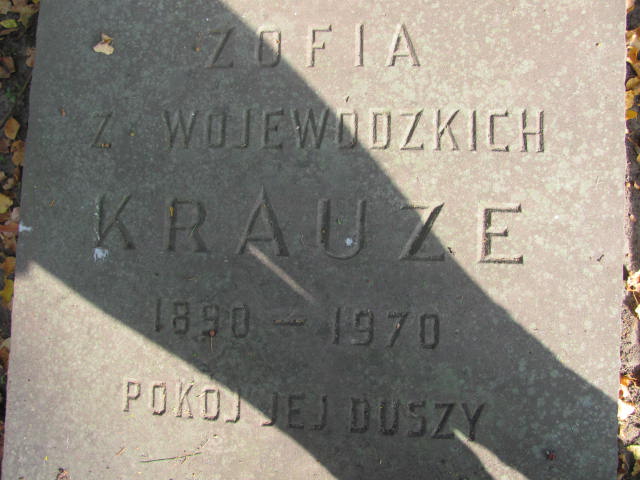 ZOFIA
Z WOJEWÓDZKICH
KRAUZE
1890 – 1970
POKÓJ JEJ DUSZY